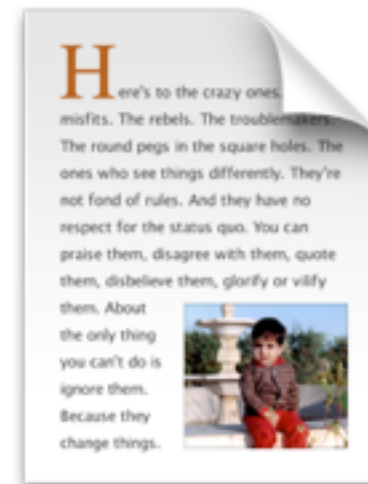 Here's to the crazy ones.
misfits. The rebels. The troublemakers.
The round pegs in the square holes. The
ones who see things differently. They're
not fond of rules. And they have no
respect for the status quo. You can
praise them, disagree with them, quote
them, disbelieve them, glorify or vilify
them. About
the only thing
you can't do is
ignore them.
Because they
change things.